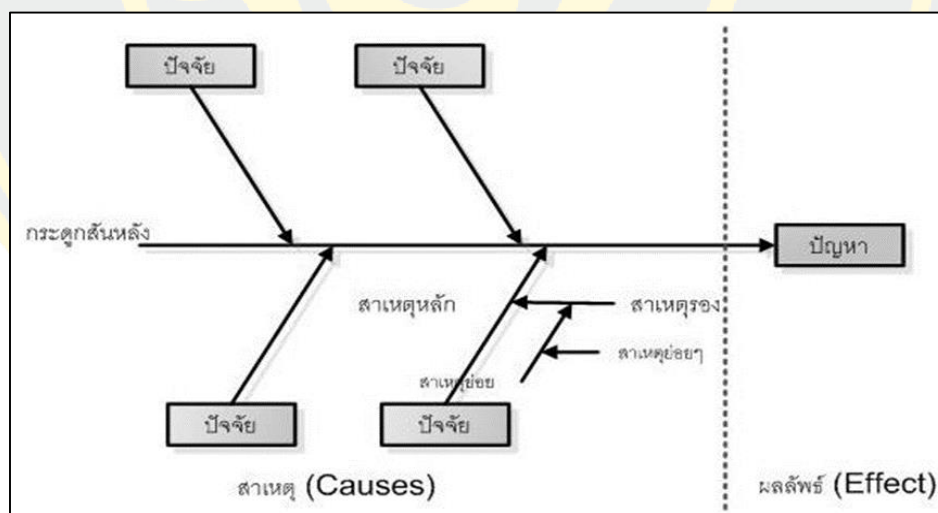 ปัจจัย
ปัจจัย
กระดูกสันหลัง
ปัญหา
สาเหตุหลัก
สาเหตุรอง
สาเหตุย่อยๆ
สาเหตุย่อย
ปัจจัย
ปัจจัย
สาเหตุ (Causes)
ผลลัพธ์ (Effect)